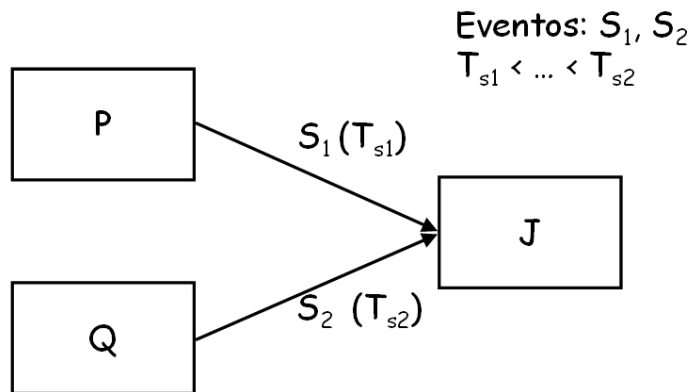 Eventos: S₁, S₂
Tₛ₁ < ... < Tₛ₂
P
S₁ (Tₛ₁)
J
S₂ (Tₛ₂)
Q